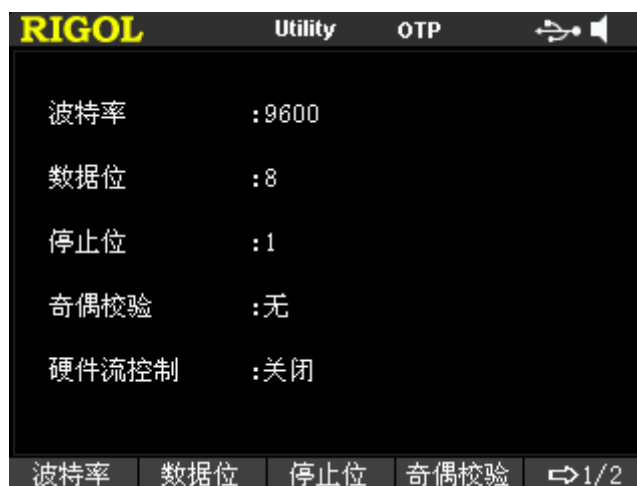 RIGOL Utility OTP
波特率 :9600
数据位 :8
停止位 :1
奇偶校验 :无
硬件流控制 :关闭
波特率 数据位 停止位 奇偶校验 ⇨1/2